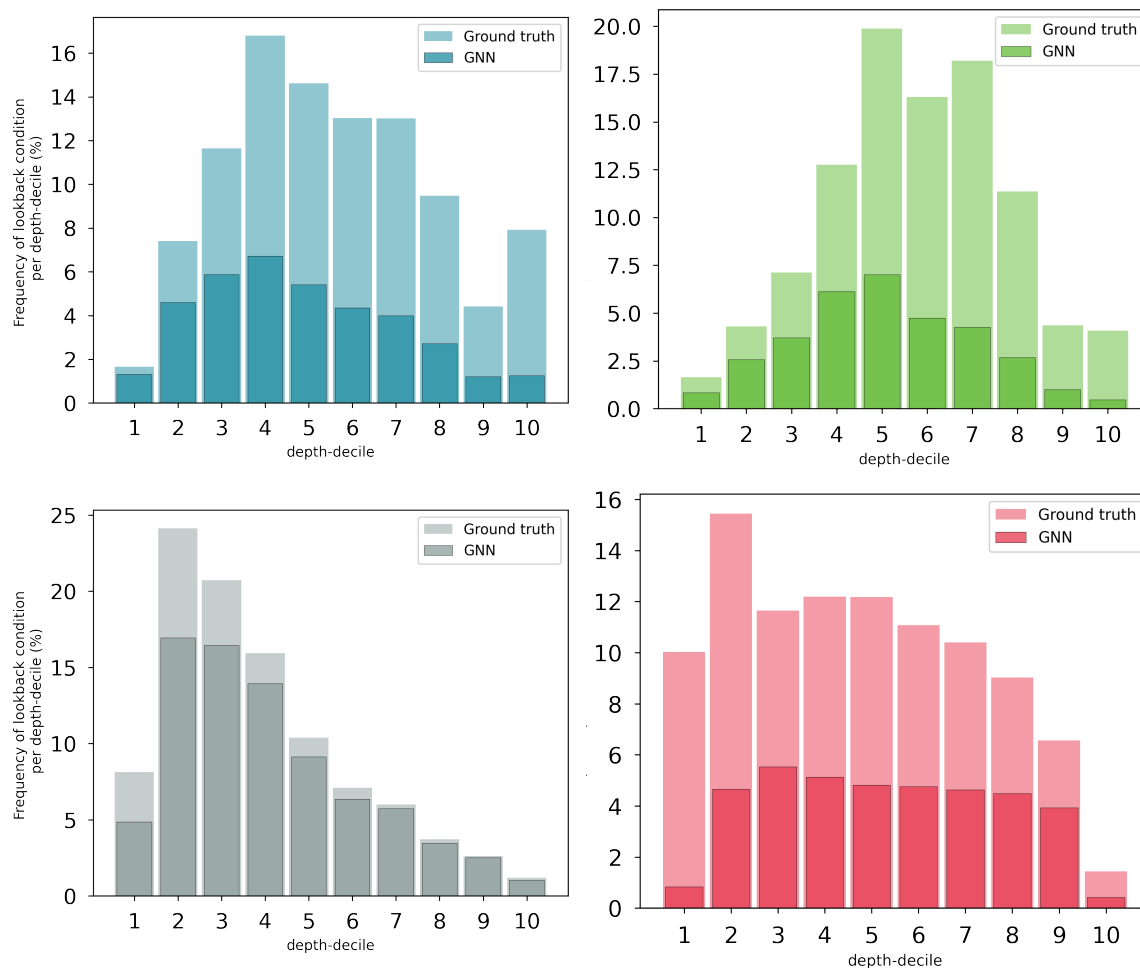 Frequency of lookback condition
per depth-decile (%)
16
14
12
10
8
6
4
2
0
Ground truth
GNN
1 2 3 4 5 6 7 8 9 10
depth-decile
20.0
17.5
15.0
12.5
10.0
7.5
5.0
2.5
0.0
Ground truth
GNN
1 2 3 4 5 6 7 8 9 10
depth-decile
Frequency of lookback condition
per depth-decile (%)
25
20
15
10
5
0
Ground truth
GNN
1 2 3 4 5 6 7 8 9 10
depth-decile
16
14
12
10
8
6
4
2
0
Ground truth
GNN
1 2 3 4 5 6 7 8 9 10
depth-decile